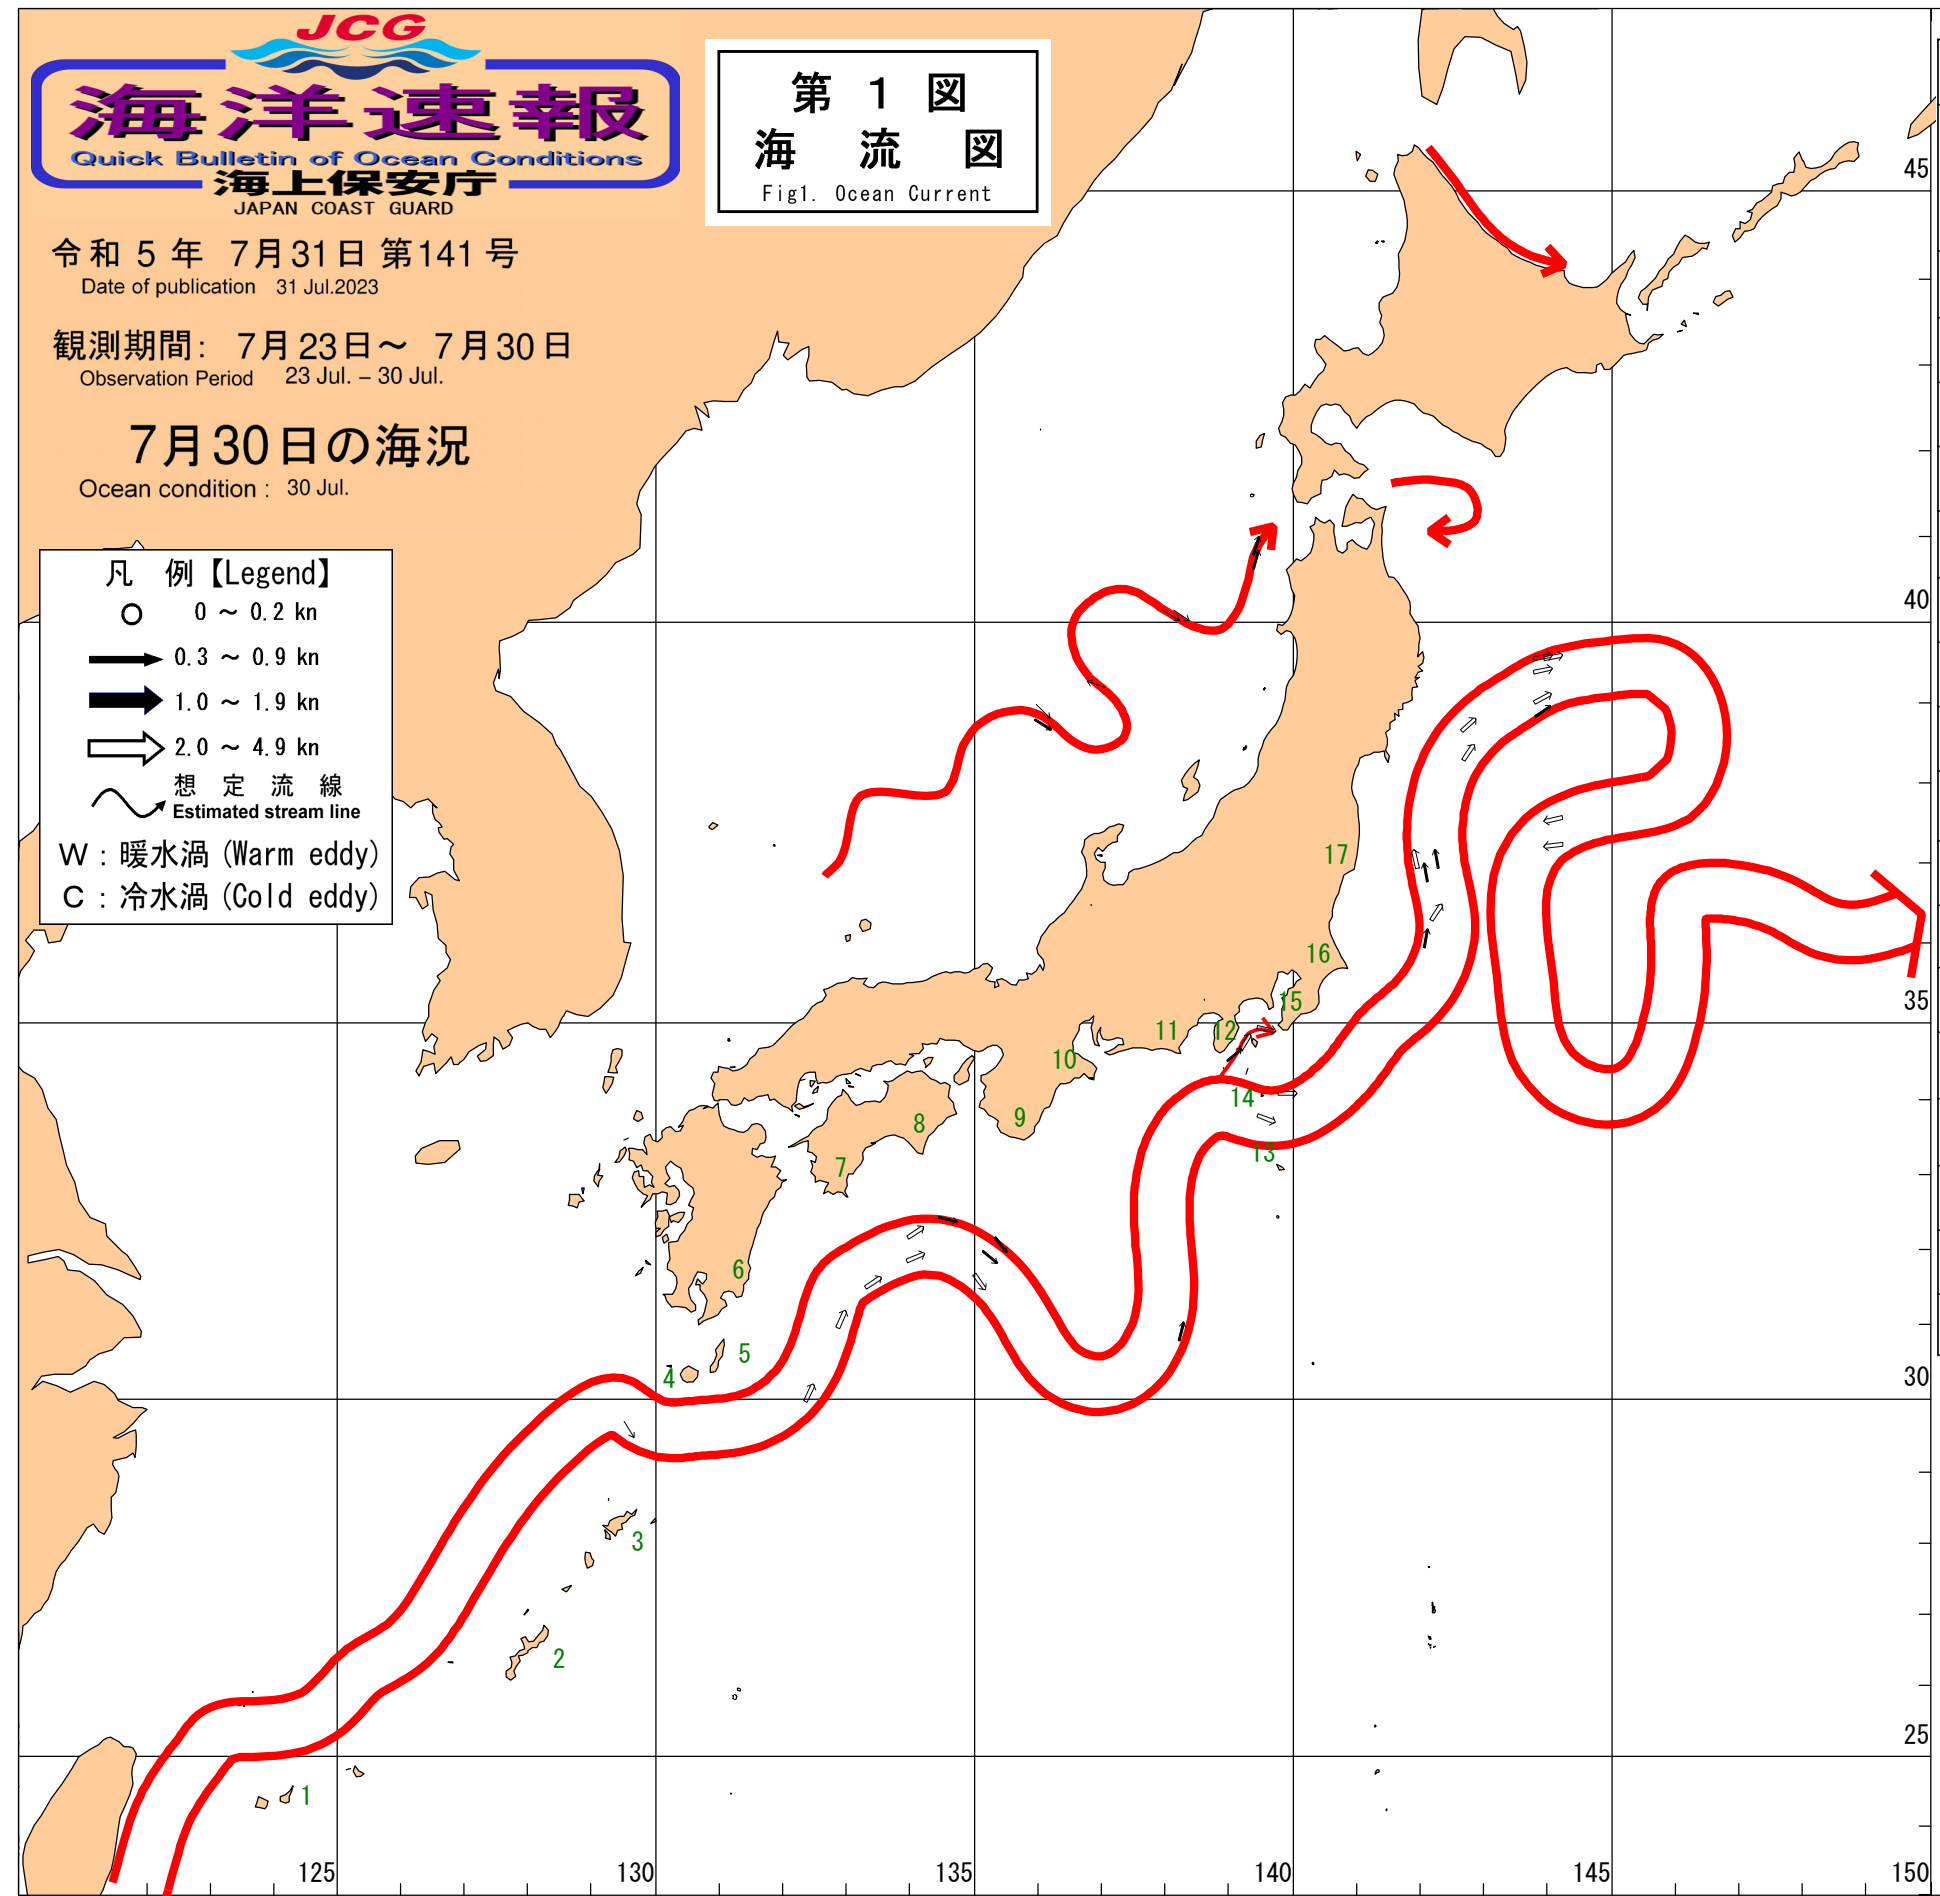 JCG
海洋速報
Quick Bulletin of Ocean Conditions
海上保安庁
JAPAN COAST GUARD
令和 5 年 7月31日 第141 号
Date of publication 31 Jul.2023
観測期間: 7月23日~ 7月30日
Observation Period 23 Jul. – 30 Jul.
7月30日の海況
Ocean condition : 30 Jul.
第 1 図
海 流 図
Fig1. Ocean Current
凡 例【Legend】
0 ~ 0.2 kn
0.3 ~ 0.9 kn
1.0 ~ 1.9 kn
2.0 ~ 4.9 kn
想 定 流 線
Estimated stream line
W : 暖水渦 (Warm eddy)
C : 冷水渦 (Cold eddy)
45
40
17
16
35
15
12
11
10
14
9
8
13
7
6
5
4
30
3
2
25
1
125
130
135
140
145
150